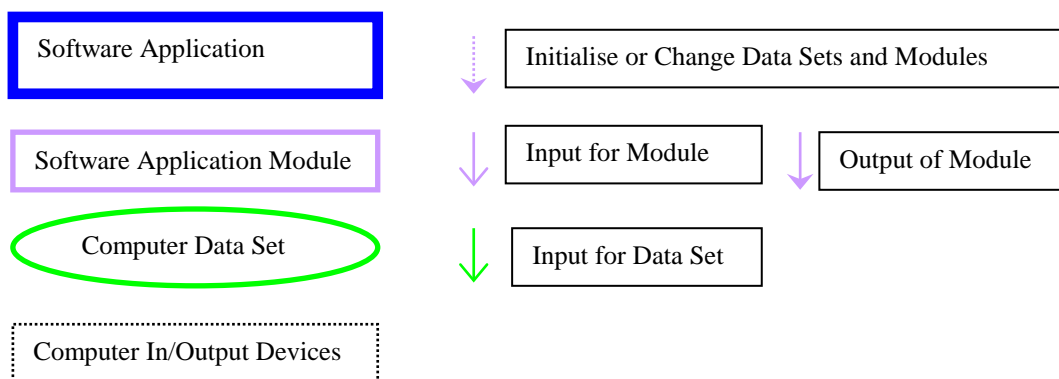 Software Application
Initialise or Change Data Sets and Modules
Software Application Module
Input for Module
Output of Module
Computer Data Set
Input for Data Set
Computer In/Output Devices